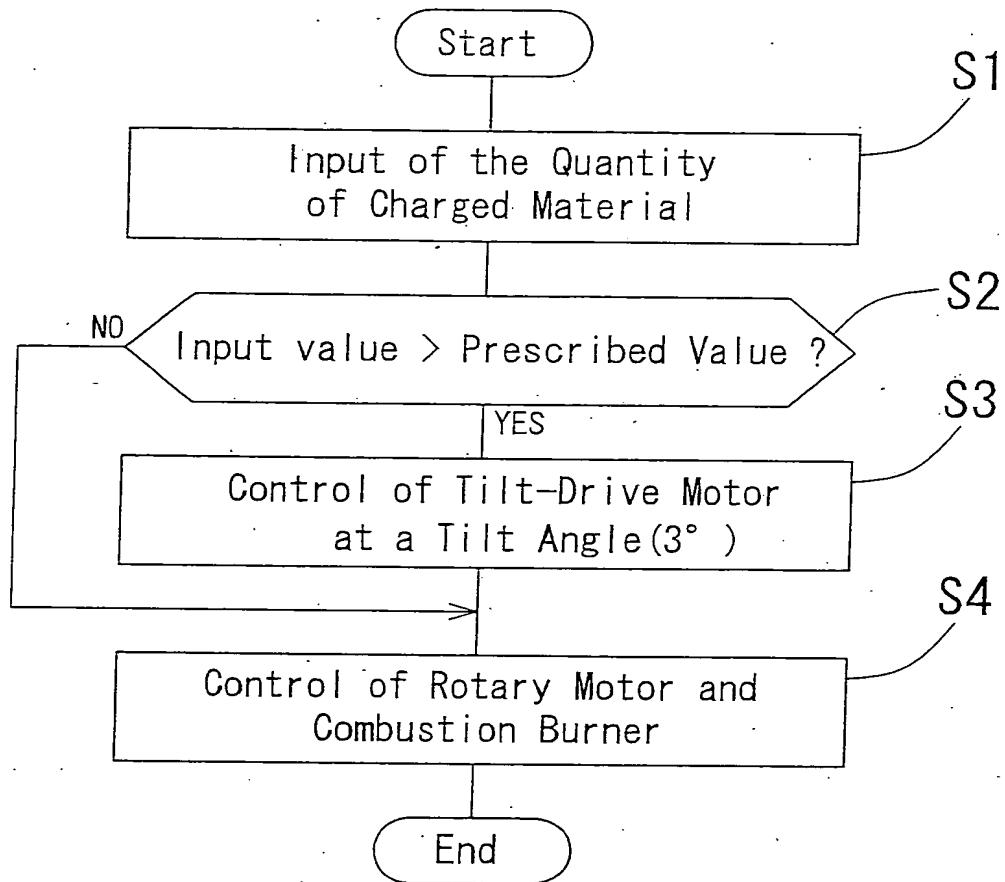 Start
S1
Input of the Quantity
of Charged Material
S2
NO
Input value > Prescribed Value ?
YES
S3
Control of Tilt-Drive Motor
at a Tilt Angle(3° )
S4
Control of Rotary Motor and
Combustion Burner
End